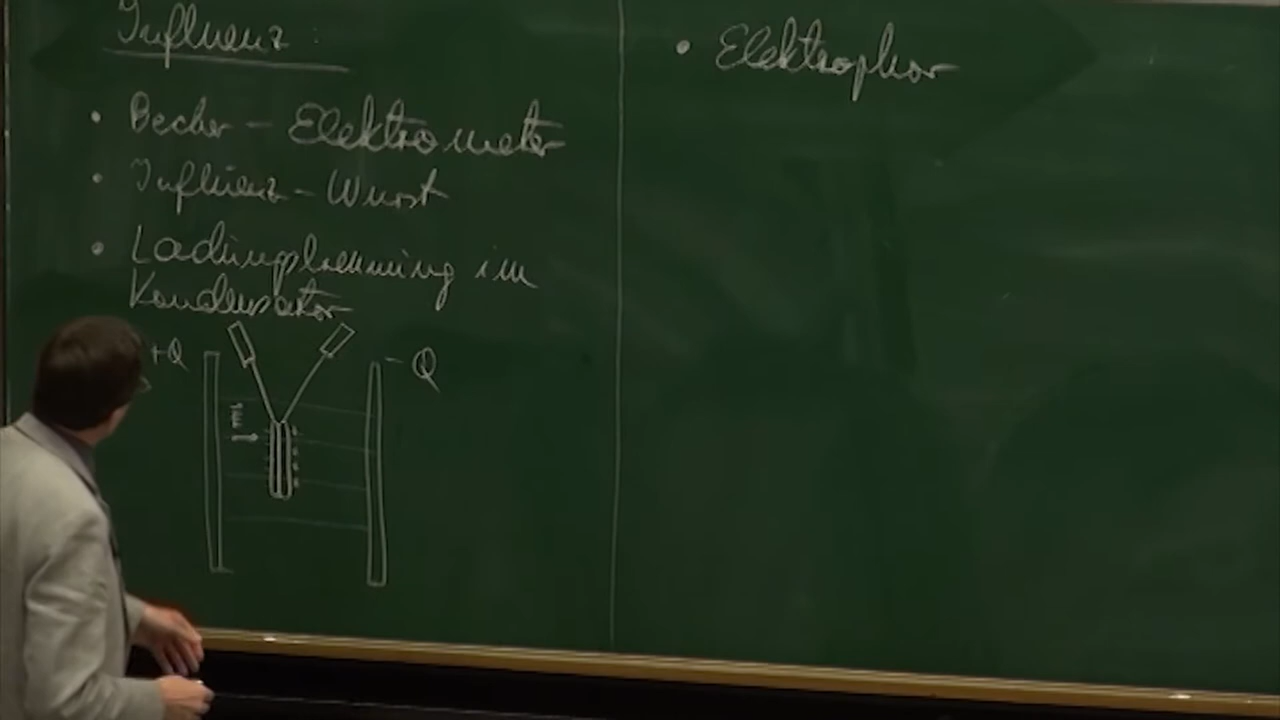 Influenz:
• Becher - Elektrometer
• Influenz - Wurst
• Ladungstrennung im
Kondensator
+Q
- Q
E
• Elektrophor